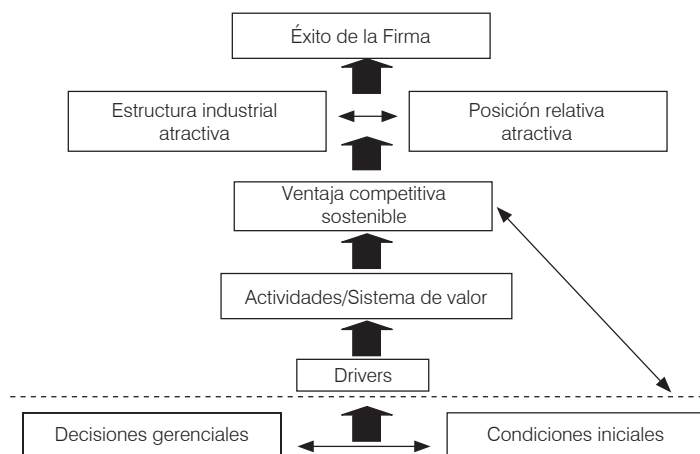 Éxito de la Firma
Estructura industrial
atractiva
Posición relativa
atractiva
Ventaja competitiva
sostenible
Actividades/Sistema de valor
Drivers
Decisiones gerenciales
Condiciones iniciales